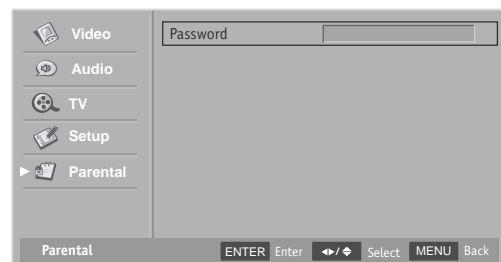 Video
Audio
TV
Setup
Parental
Password
Parental ENTER Enter ◄►/ Select MENU Back